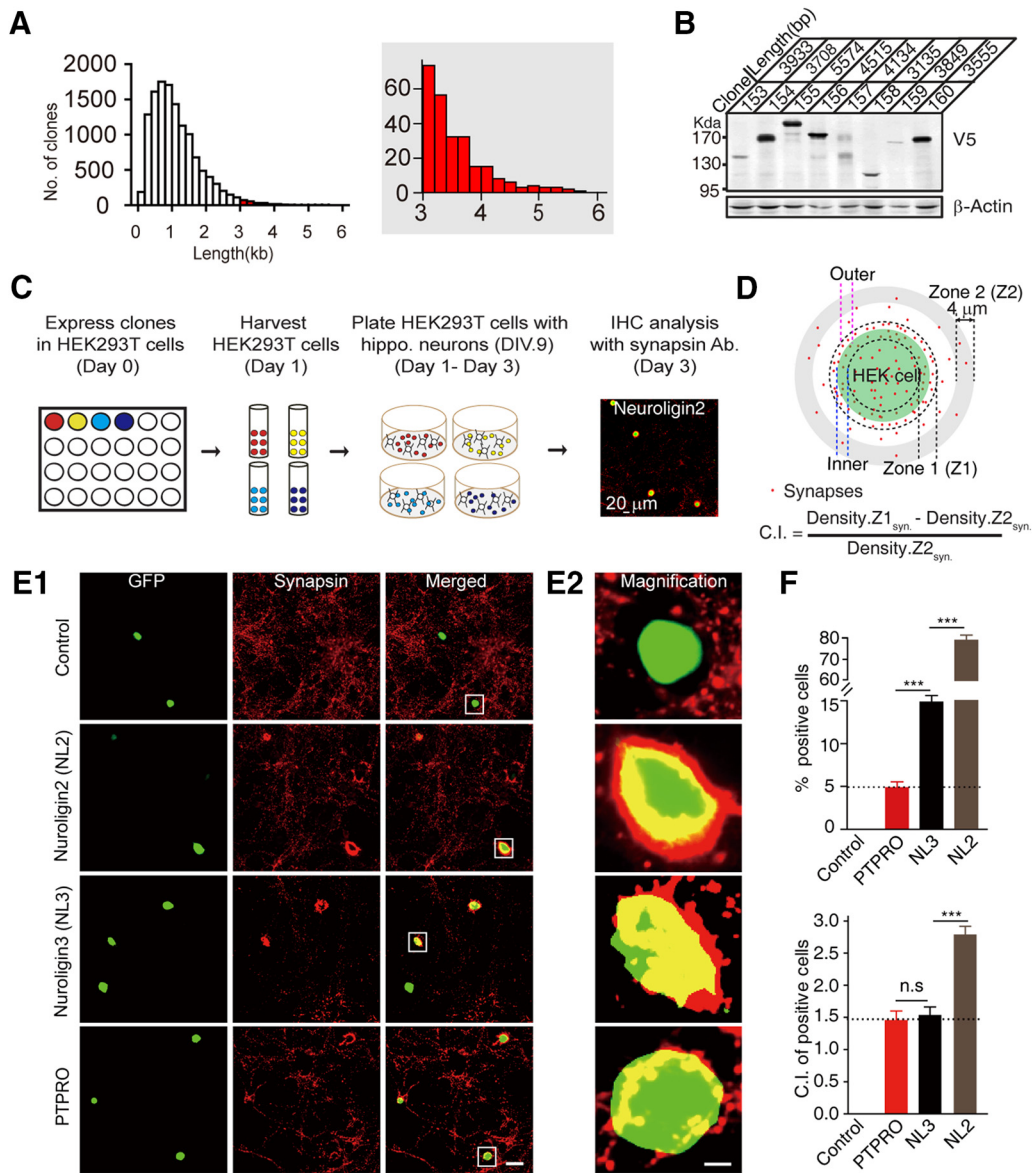 A
No. of clones
2000
1500
1000
500
0
0 1 2 3 4 5 6
Length(kb)
60
40
20
0
3 4 5 6
B
Clone Length(bp)
153 3933
154 3708
155 5574
156 4515
157 4134
158 3135
159 3849
160 3555
Kda
170
130
95
V5
β-Actin
C
Express clones
in HEK293T cells
(Day 0)
Harvest
HEK293T cells
(Day 1)
Plate HEK293T cells with
hippo. neurons (DIV.9)
(Day 1- Day 3)
IHC analysis
with synapsin Ab.
(Day 3)
Neuroligin2
20 μm
D
Outer
Zone 2 (Z2)
4 μm
HEK cell
Inner
Zone 1 (Z1)
Synapses
C.I. = Density.Z1syn. - Density.Z2syn.
Density.Z2syn.
E1
GFP
Synapsin
Merged
Control
Nuroligin2 (NL2)
Nuroligin3 (NL3)
PTPRO
E2
Magnification
F
% positive cells
80
70
60
15
10
5
0
***
***
Control
PTPRO
NL3
NL2
C.I. of positive cells
3.0
2.5
2.0
1.5
1.0
0.5
0.0
n.s
***
Control
PTPRO
NL3
NL2